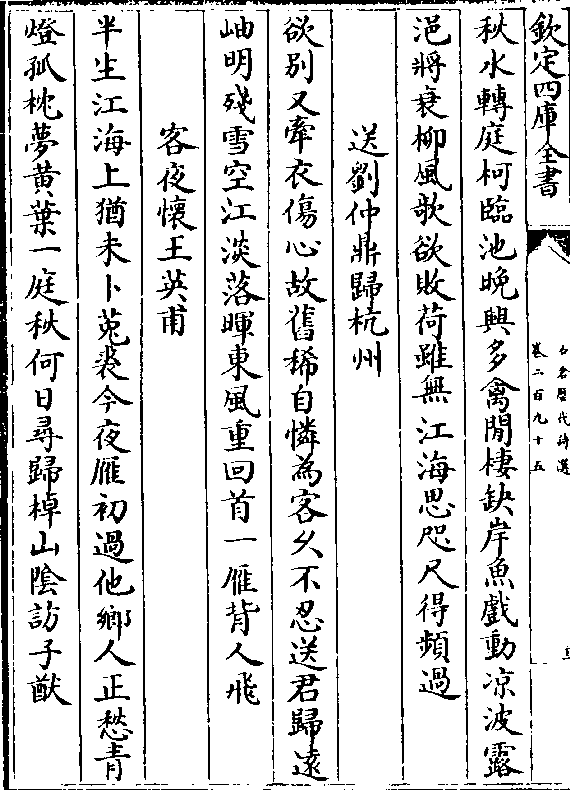 欽定四庫全書
石倉歷代詩選
卷二百九十五
秋水轉庭柯臨池晚興多禽閒棲缺岸魚戲動凉波露
浥將衰柳風欹欲敗荷雖無江海思咫尺得頻過
送劉仲鼎歸杭州
欲別又牽衣傷心故舊稀自憐為客久不忍送君歸遠
岫明殘雪空江淡落暉東風重回首一雁背人飛
客夜懷王英甫
半生江海上猶未卜菟裘今夜雁初過他鄉人正愁青
燈孤枕夢黃葉一庭秋何日尋歸棹山陰訪子猷